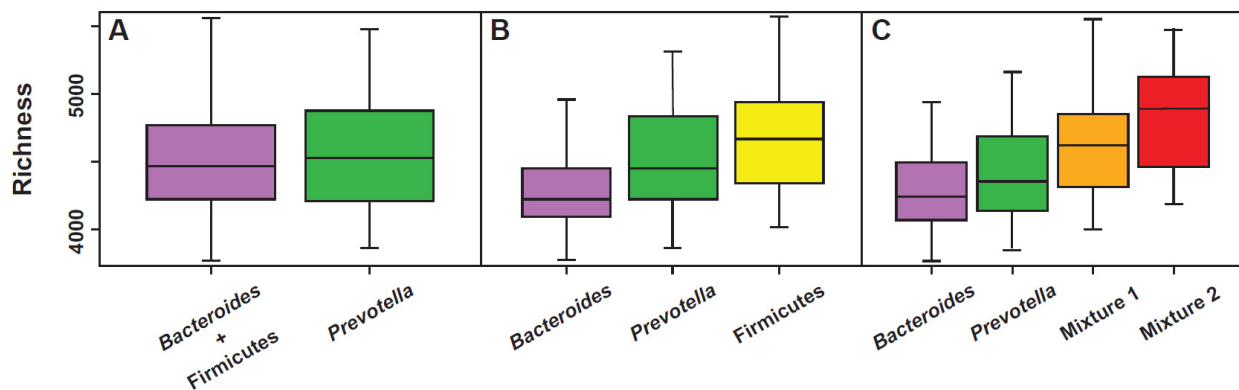 A
B
C
Richness
5000
4000
Bacteroides
+
Firmicutes
Prevotella
Bacteroides
Prevotella
Firmicutes
Bacteroides
Prevotella
Mixture 1
Mixture 2